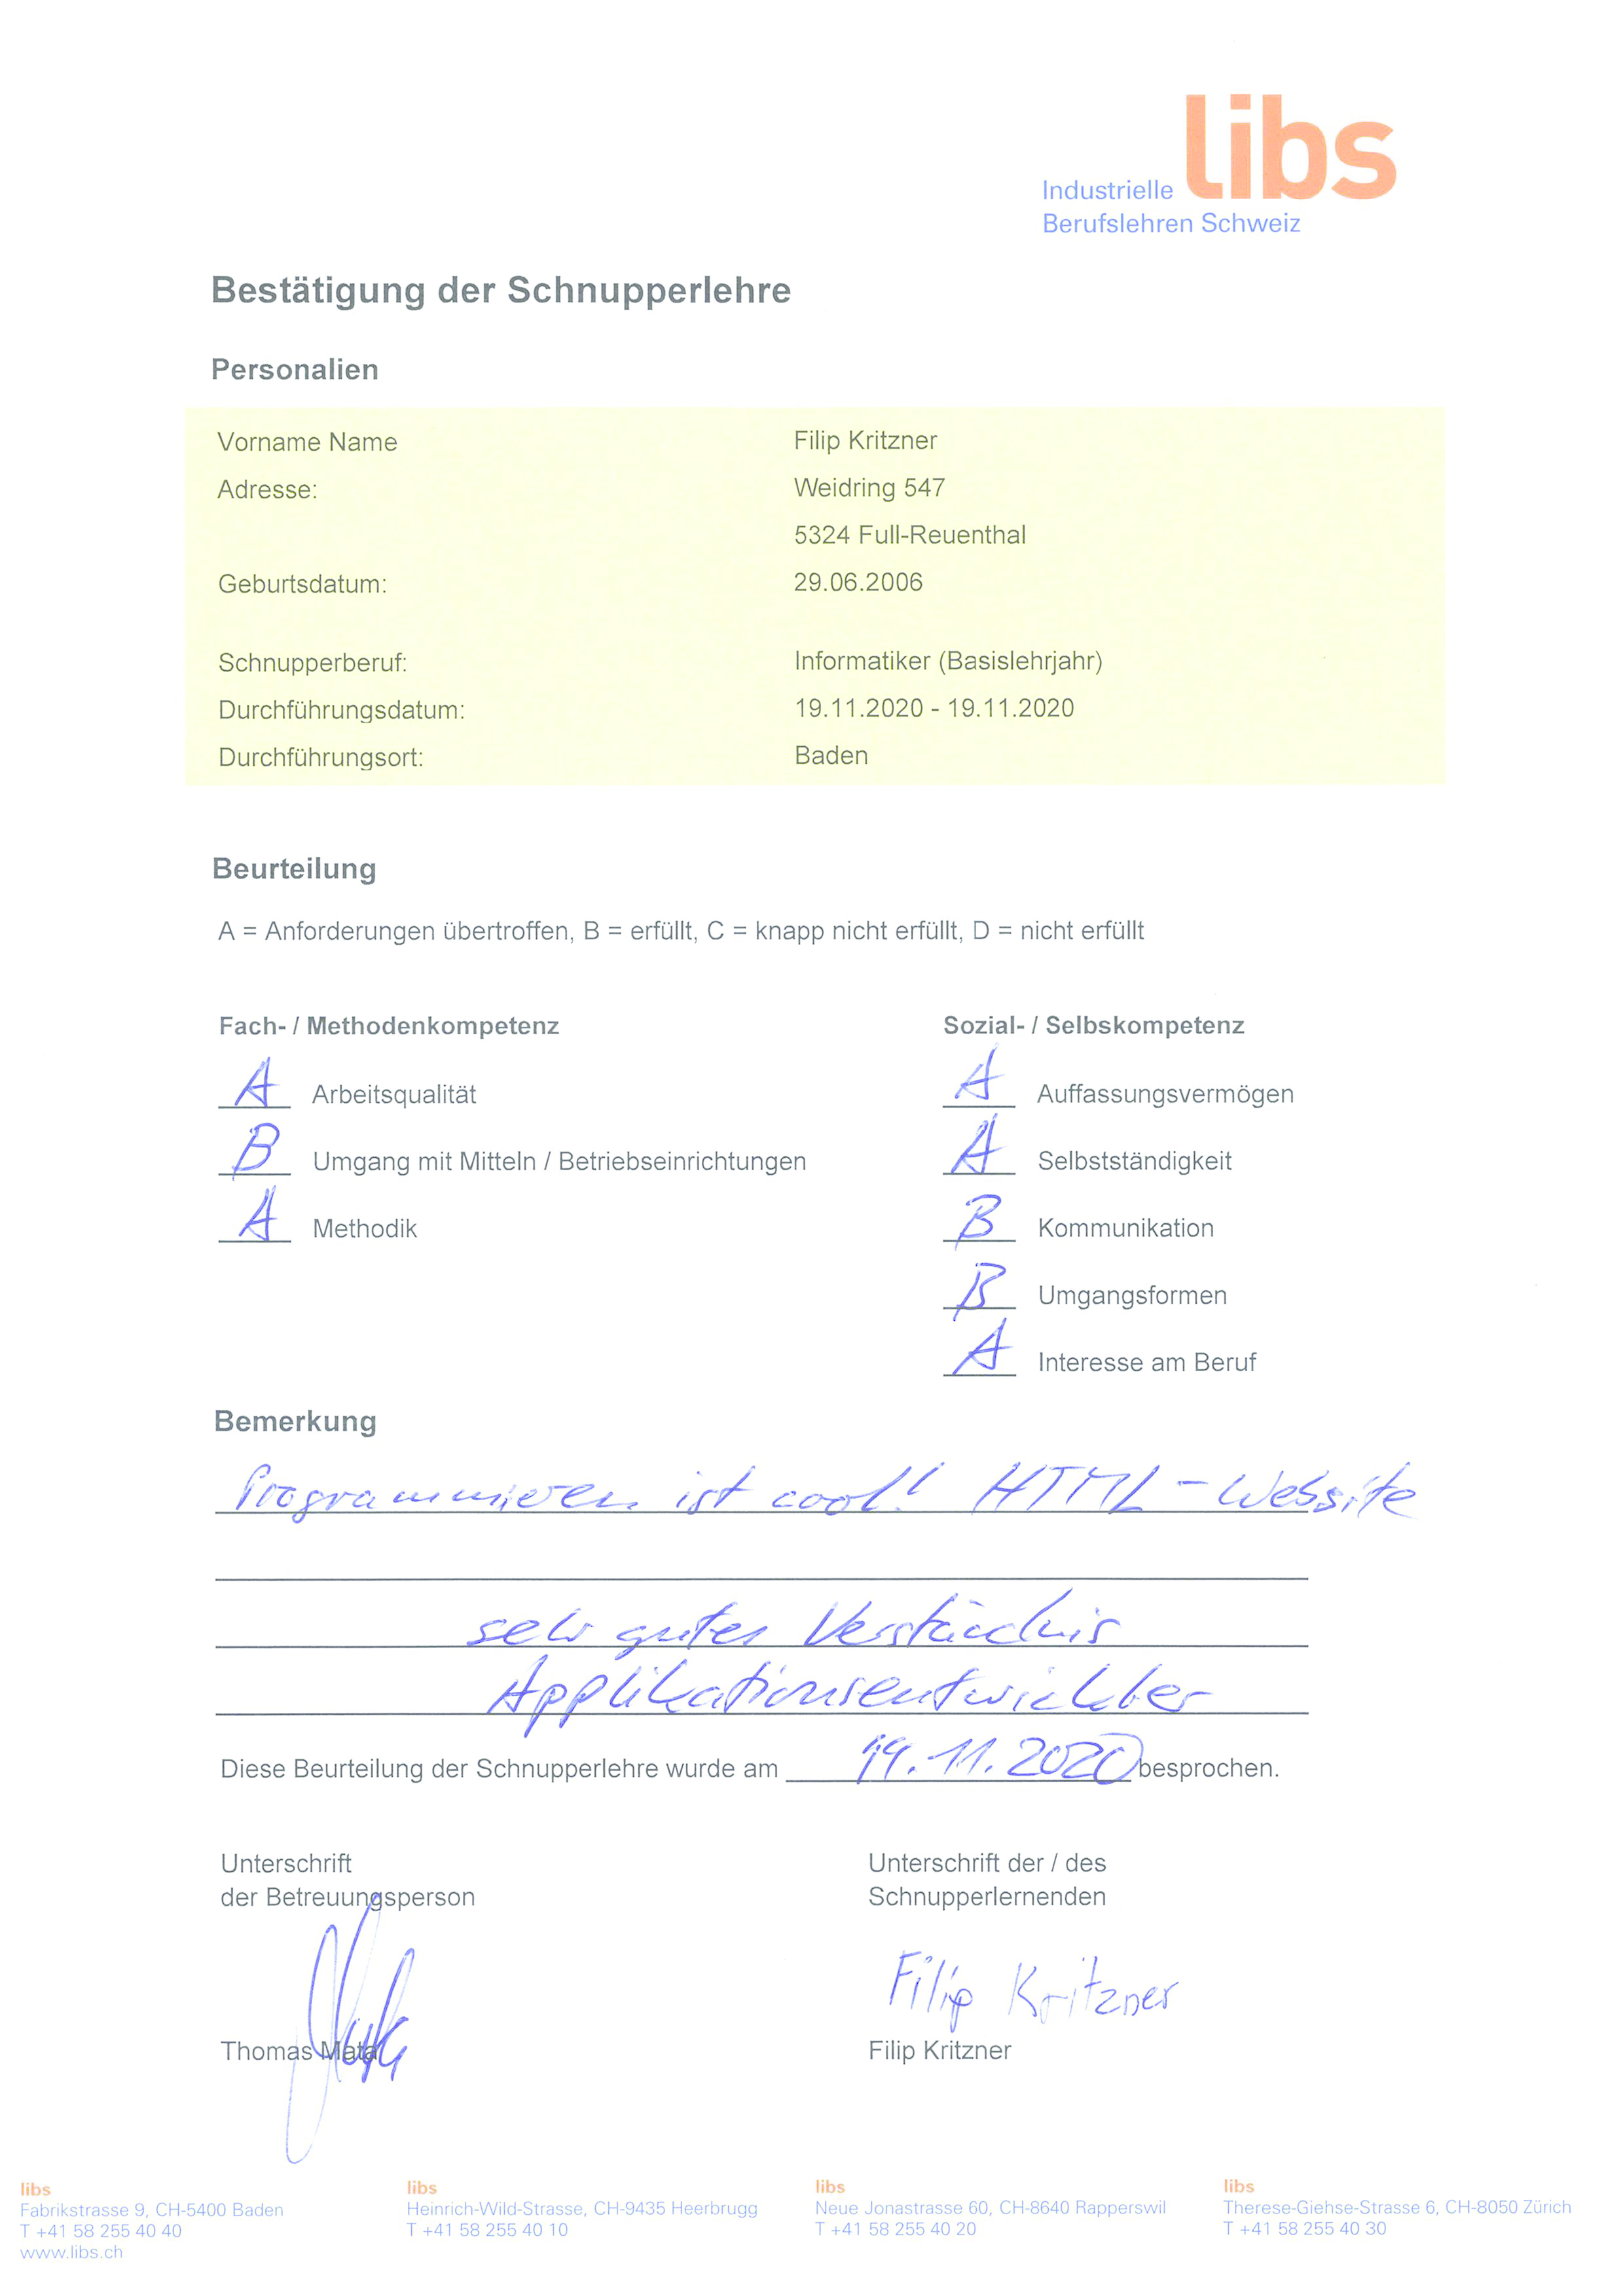 libs
Industrielle
Berufslehren Schweiz
Bestätigung der Schnupperlehre
Personalien
Vorname Name Filip Kritzner
Adresse: Weidring 547
5324 Full-Reuenthal
Geburtsdatum: 29.06.2006
Schnupperberuf: Informatiker (Basislehrjahr)
Durchführungsdatum: 19.11.2020 - 19.11.2020
Durchführungsort: Baden
Beurteilung
A = Anforderungen übertroffen, B = erfüllt, C = knapp nicht erfüllt, D = nicht erfüllt
Fach- / Methodenkompetenz
A Arbeitsqualität
B Umgang mit Mitteln / Betriebseinrichtungen
A Methodik
Sozial- / Selbskompetenz
A Auffassungsvermögen
A Selbstständigkeit
B Kommunikation
B Umgangsformen
A Interesse am Beruf
Bemerkung
Programmieren ist cool! HTML-Website
sehr gutes Verständnis
Applikationsentwickler
Diese Beurteilung der Schnupperlehre wurde am 19.11.2020 besprochen.
Unterschrift
der Betreuungsperson
Thomas Mata
Unterschrift der / des
Schnupperlernenden
Filip Kritzner
Filip Kritzner
libs
Fabrikstrasse 9, CH-5400 Baden
T +41 58 255 40 40
www.libs.ch
libs
Heinrich-Wild-Strasse, CH-9435 Heerbrugg
T +41 58 255 40 10
libs
Neue Jonastrasse 60, CH-8640 Rapperswil
T +41 58 255 40 20
libs
Therese-Giehse-Strasse 6, CH-8050 Zürich
T +41 58 255 40 30